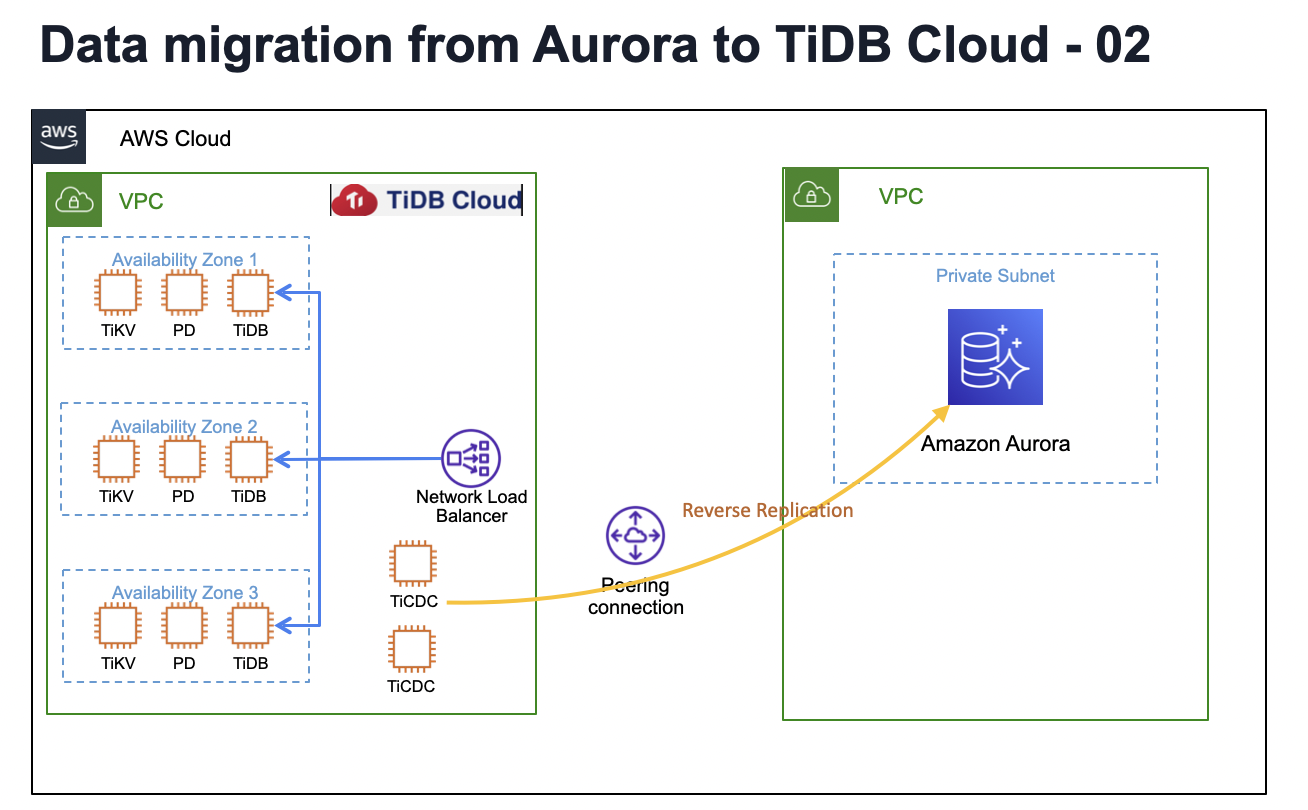 Data migration from Aurora to TiDB Cloud - 02
aws
AWS Cloud
VPC
TiDB Cloud
Availability Zone 1
TiKV
PD
TiDB
Availability Zone 2
TiKV
PD
TiDB
Network Load
Balancer
Availability Zone 3
TiKV
PD
TiDB
TiCDC
TiCDC
Peering
connection
Reverse Replication
VPC
Private Subnet
Amazon Aurora